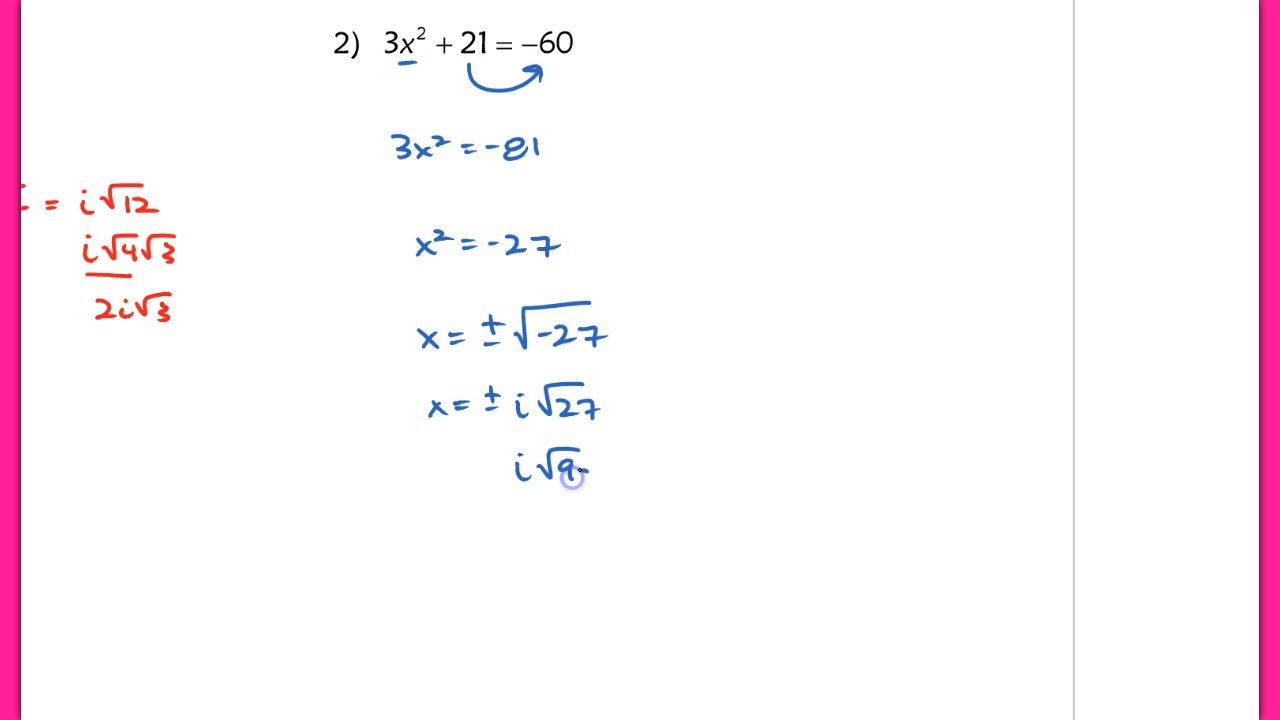 2) 3x² + 21 = −60
3x² = -81
= i√12
i√4√3
2i√3
x² = -27
x = ±√-27
x = ± i√27
i√9